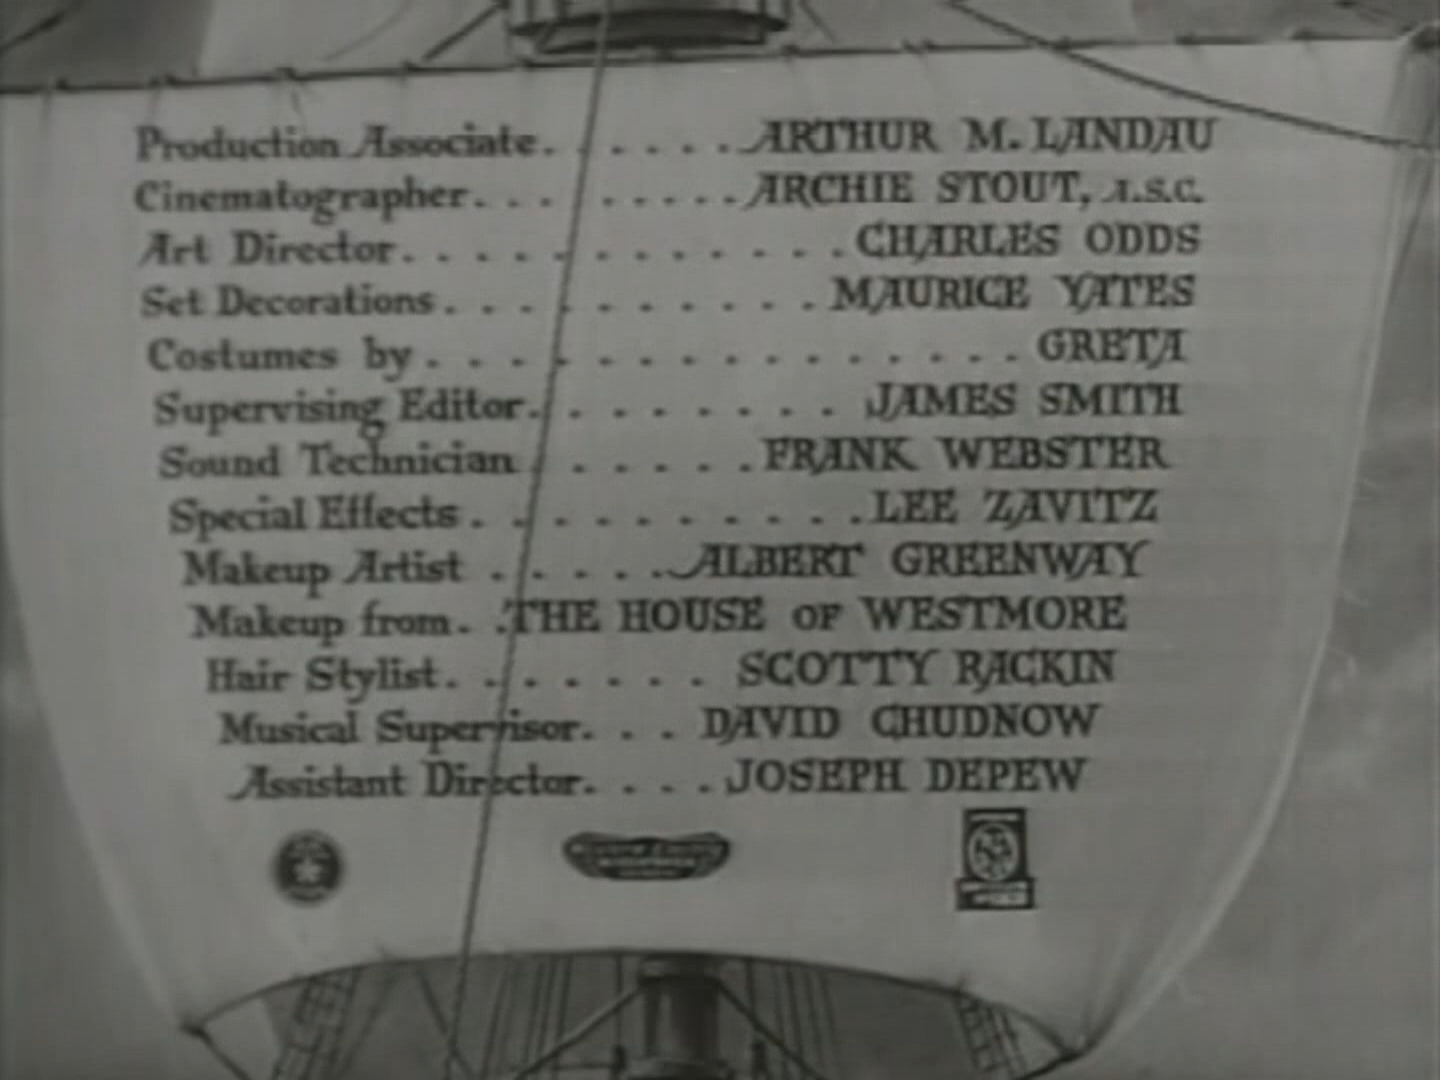 Production Associate. . . . . . ARTHUR M. LANDAU
Cinematographer. . . . . . . . ARCHIE STOUT, A.S.C.
Art Director. . . . . . . . . . . . . CHARLES ODDS
Set Decorations. . . . . . . . . . . MAURICE YATES
Costumes by. . . . . . . . . . . . . . . . GRETA
Supervising Editor. . . . . . . . . JAMES SMITH
Sound Technician . . . . . . FRANK WEBSTER
Special Effects. . . . . . . . . . . LEE ZAVITZ
Makeup Artist . . . . . ALBERT GREENWAY
Makeup from. . THE HOUSE OF WESTMORE
Hair Stylist. . . . . . . SCOTTY RACKIN
Musical Supervisor. . . DAVID CHUDNOW
Assistant Director. . . . JOSEPH DEPEW